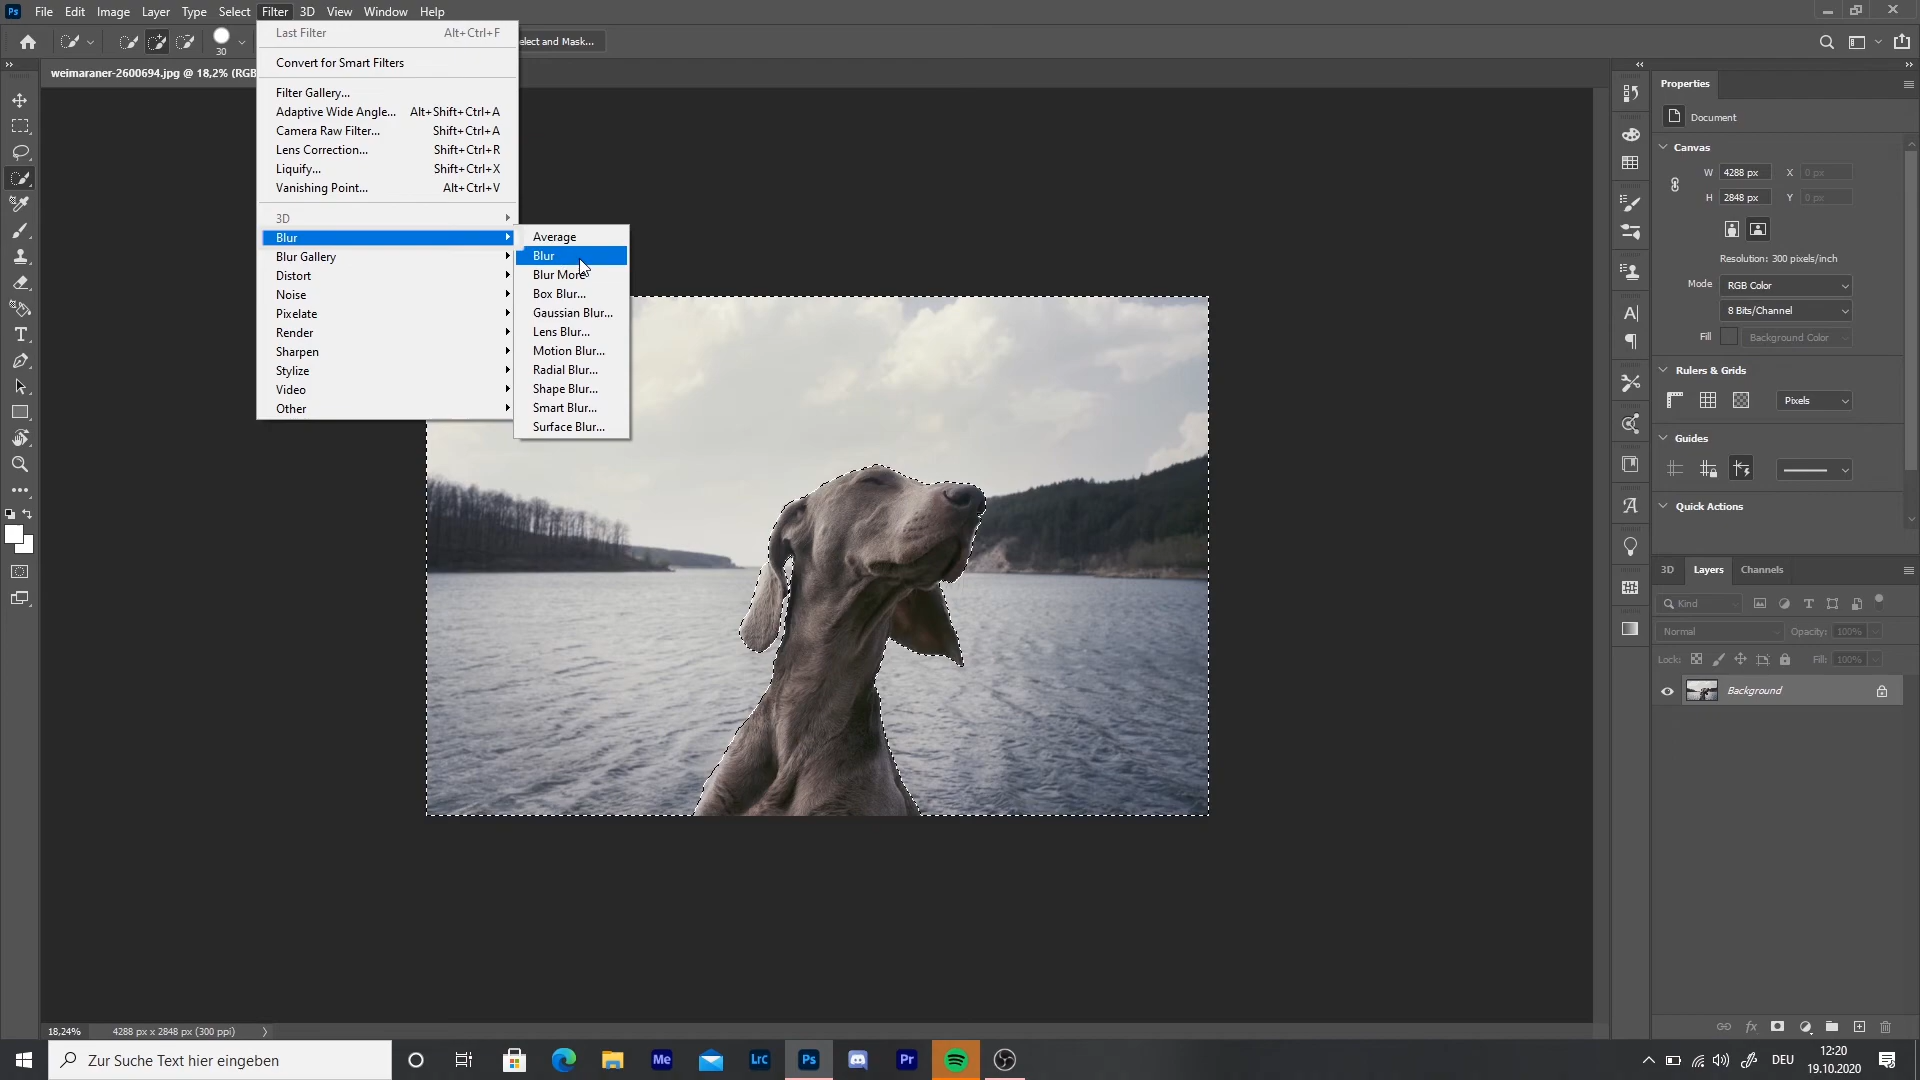 Ps File Edit Image Layer Type Select Filter 3D View Window Help
30
elect and Mask...
weimaraner-2600694.jpg @ 18,2% (RGB
Last Filter Alt+Ctrl+F
Convert for Smart Filters
Filter Gallery...
Adaptive Wide Angle... Alt+Shift+Ctrl+A
Camera Raw Filter... Shift+Ctrl+A
Lens Correction... Shift+Ctrl+R
Liquify... Shift+Ctrl+X
Vanishing Point... Alt+Ctrl+V
3D
Blur
Blur Gallery
Distort
Noise
Pixelate
Render
Sharpen
Stylize
Video
Other
Average
Blur
Blur More
Box Blur...
Gaussian Blur...
Lens Blur...
Motion Blur...
Radial Blur...
Shape Blur...
Smart Blur...
Surface Blur...
Properties
Document
Canvas
W 4288 px X 0 px
H 2848 px Y 0 px
Resolution: 300 pixels/inch
Mode RGB Color
8 Bits/Channel
Fill Background Color
Rulers & Grids
Pixels
Guides
Quick Actions
3D Layers Channels
Kind
Normal Opacity: 100%
Lock: Fill: 100%
Background
fx
18,24% 4288 px x 2848 px (300 ppi)
Zur Suche Text hier eingeben
Me Lrc Ps Pr
DEU
12:20
19.10.2020